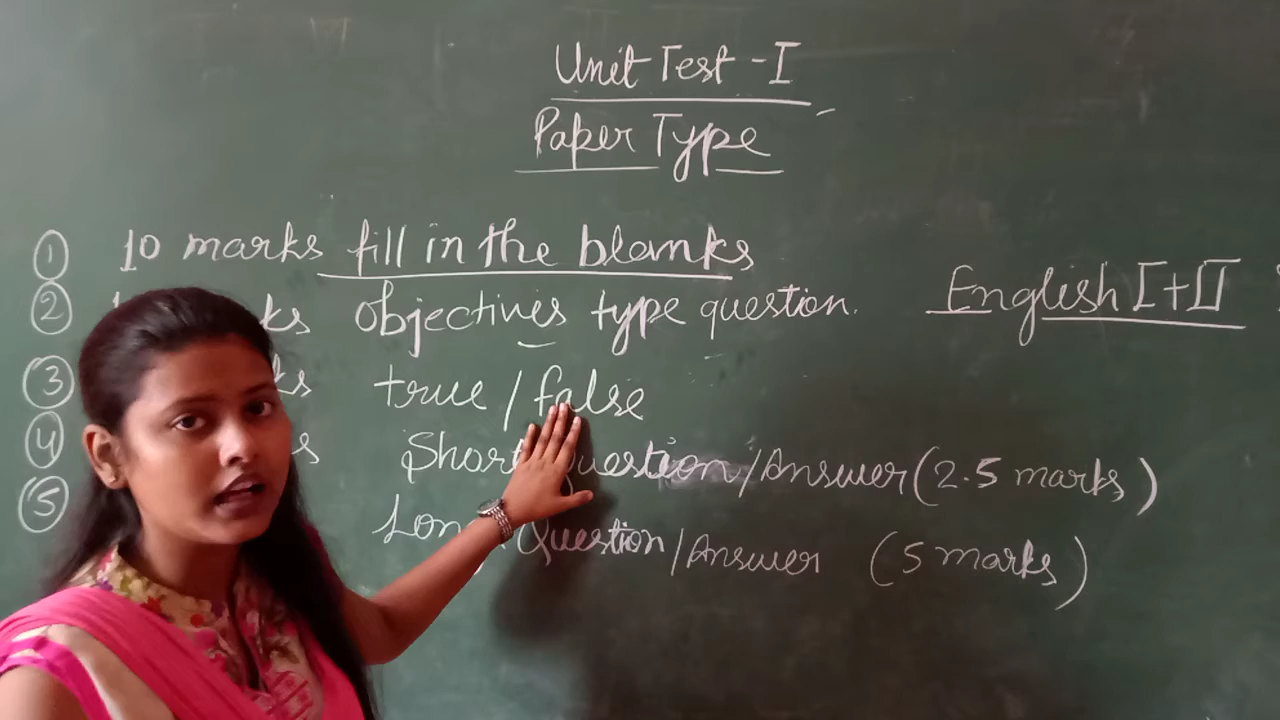 Unit Test - I
Paper Type
① 10 marks fill in the blanks
② objectives type question.
English I+II
③ true / false
④ Short Question / Answer (2.5 marks)
⑤ Question / Answer (5 marks)